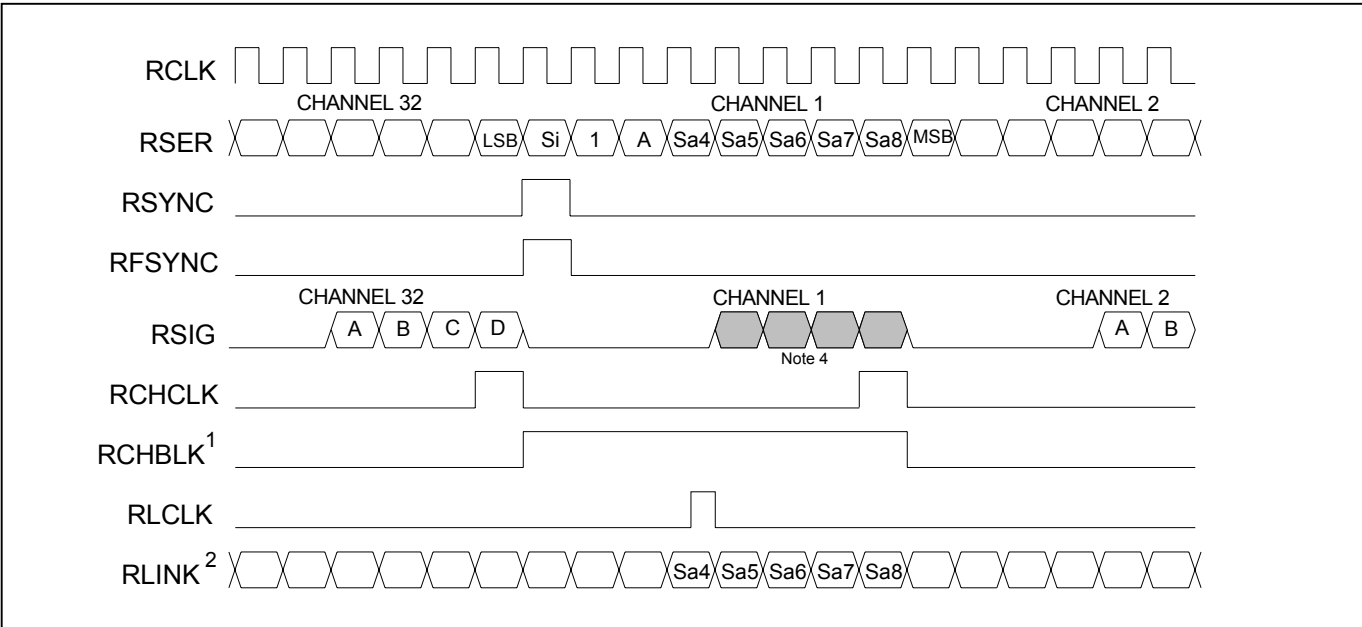 RCLK
CHANNEL 32 CHANNEL 1 CHANNEL 2
RSER LSB Si 1 A Sa4 Sa5 Sa6 Sa7 Sa8 MSB
RSYNC
RFSYNC
CHANNEL 32 CHANNEL 1 CHANNEL 2
RSIG A B C D A B
Note 4
RCHCLK
RCHBLK1
RLCLK
RLINK2 Sa4 Sa5 Sa6 Sa7 Sa8